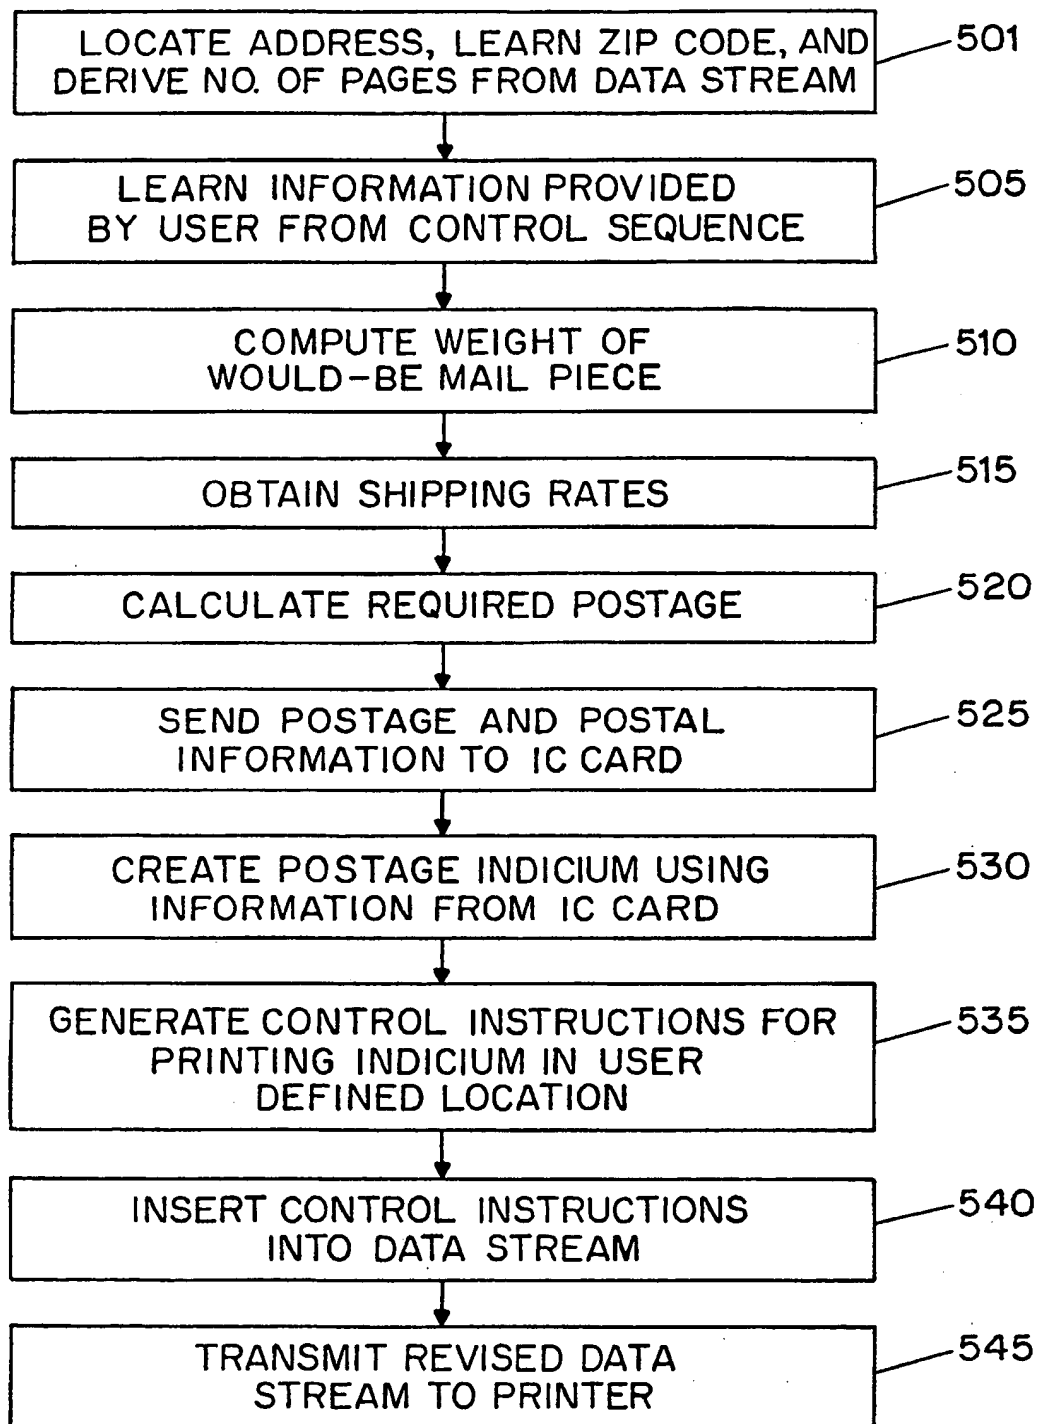 LOCATE ADDRESS, LEARN ZIP CODE, AND
DERIVE NO. OF PAGES FROM DATA STREAM
501
LEARN INFORMATION PROVIDED
BY USER FROM CONTROL SEQUENCE
505
COMPUTE WEIGHT OF
WOULD-BE MAIL PIECE
510
OBTAIN SHIPPING RATES
515
CALCULATE REQUIRED POSTAGE
520
SEND POSTAGE AND POSTAL
INFORMATION TO IC CARD
525
CREATE POSTAGE INDICIUM USING
INFORMATION FROM IC CARD
530
GENERATE CONTROL INSTRUCTIONS FOR
PRINTING INDICIUM IN USER
DEFINED LOCATION
535
INSERT CONTROL INSTRUCTIONS
INTO DATA STREAM
540
TRANSMIT REVISED DATA
STREAM TO PRINTER
545